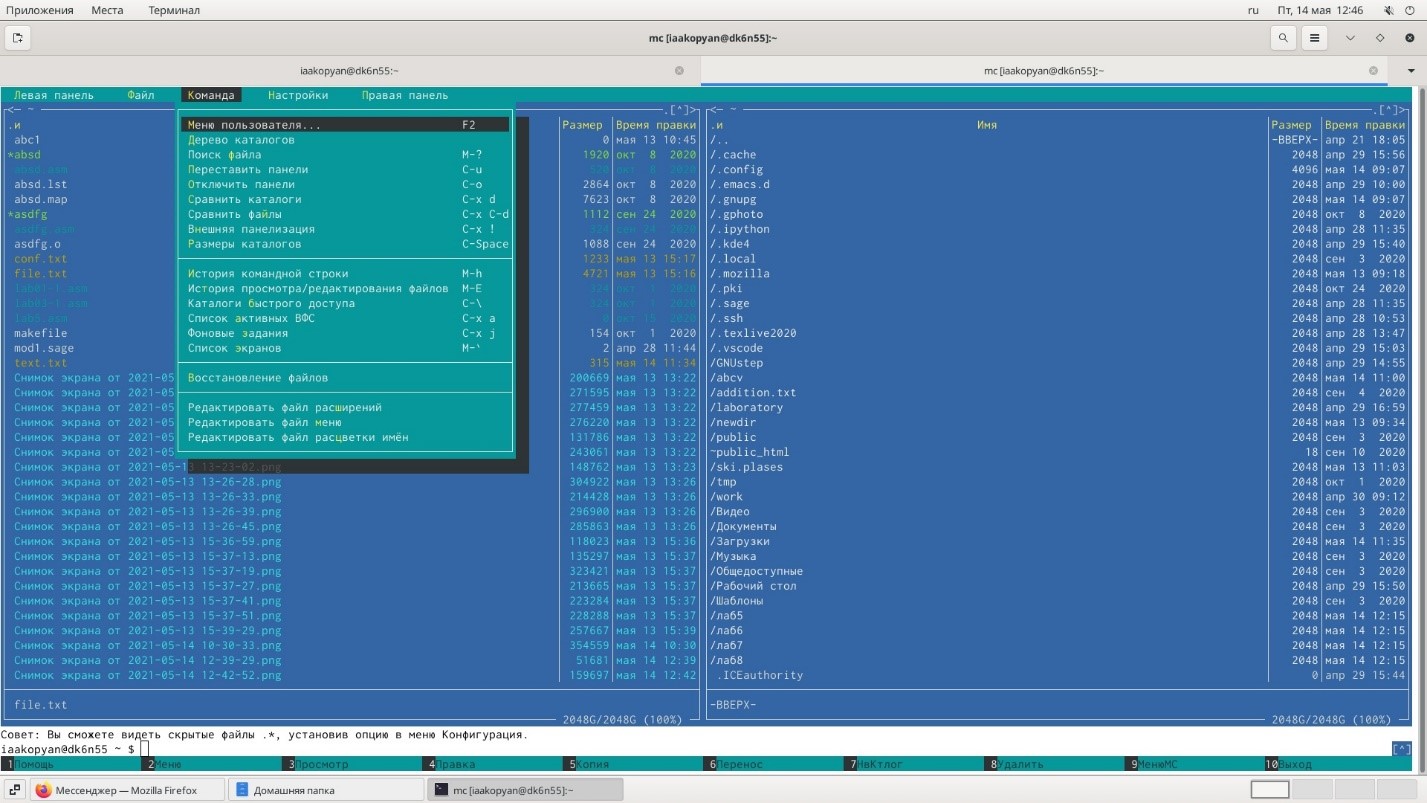 Приложения Места Терминал ru Пт, 14 мая 12:46
mc [iaakopyan@dk6n55]:~
iaakopyan@dk6n55:~ mc [iaakopyan@dk6n55]:~
Левая панель Файл Команда Настройки Правая панель
<─ ~ .[^]>
.и Размер Время правки
abc1 0 мая 13 10:45
*absd 1920 окт 8 2020
absd.lst 2864 окт 8 2020
absd.map 7623 окт 8 2020
*asdfg 1112 сен 24 2020
asdfg.o 1088 сен 24 2020
conf.txt 1233 мая 13 15:17
file.txt 4721 мая 13 15:16
makefile 154 окт 1 2020
mod1.sage 2 апр 28 11:44
text.txt 315 мая 14 11:34
Снимок экрана от 2021-05 200669 мая 13 13:22
Снимок экрана от 2021-05 271595 мая 13 13:22
Снимок экрана от 2021-05 277459 мая 13 13:22
Снимок экрана от 2021-05 276220 мая 13 13:22
Снимок экрана от 2021-05 131786 мая 13 13:22
Снимок экрана от 2021-05 243061 мая 13 13:22
Снимок экрана от 2021-05-13 13-23-02.png 148762 мая 13 13:23
Снимок экрана от 2021-05-13 13-26-28.png 304922 мая 13 13:26
Снимок экрана от 2021-05-13 13-26-33.png 214428 мая 13 13:26
Снимок экрана от 2021-05-13 13-26-39.png 296900 мая 13 13:26
Снимок экрана от 2021-05-13 13-26-45.png 285863 мая 13 13:26
Снимок экрана от 2021-05-13 15-36-59.png 118023 мая 13 15:36
Снимок экрана от 2021-05-13 15-37-13.png 135297 мая 13 15:37
Снимок экрана от 2021-05-13 15-37-19.png 323421 мая 13 15:37
Снимок экрана от 2021-05-13 15-37-27.png 213665 мая 13 15:37
Снимок экрана от 2021-05-13 15-37-41.png 223284 мая 13 15:37
Снимок экрана от 2021-05-13 15-37-51.png 228288 мая 13 15:37
Снимок экрана от 2021-05-13 15-39-29.png 257667 мая 13 15:39
Снимок экрана от 2021-05-14 10-30-33.png 354559 мая 14 10:30
Снимок экрана от 2021-05-14 12-39-29.png 51681 мая 14 12:39
Снимок экрана от 2021-05-14 12-42-52.png 159697 мая 14 12:42
file.txt
2048G/2048G (100%)
Меню пользователя... F2
Дерево каталогов
Поиск файла M-?
Переставить панели C-u
Отключить панели C-o
Сравнить каталоги C-x d
Сравнить файлы C-x C-d
Внешняя панелизация C-x !
Размеры каталогов C-Space
История командной строки M-h
История просмотра/редактирования файлов M-E
Каталоги быстрого доступа C-\
Список активных ВФС C-x a
Фоновые задания C-x j
Список экранов M-`
Восстановление файлов
Редактировать файл расширений
Редактировать файл меню
Редактировать файл расцветки имён
<─ ~ .[^]>
.и Имя Размер Время правки
/.. -ВВЕРХ- апр 21 18:05
/.cache 2048 апр 29 15:56
/.config 4096 мая 14 09:07
/.emacs.d 2048 апр 29 10:00
/.gnupg 2048 мая 14 09:07
/.gphoto 2048 окт 8 2020
/.ipython 2048 апр 28 11:35
/.kde4 2048 апр 29 15:40
/.local 2048 сен 3 2020
/.mozilla 2048 мая 13 09:18
/.pki 2048 окт 24 2020
/.sage 2048 апр 28 11:35
/.ssh 2048 апр 28 10:53
/.texlive2020 2048 апр 28 13:47
/.vscode 2048 апр 29 15:03
/GNUstep 2048 апр 29 14:55
/abcv 2048 мая 14 11:00
/addition.txt 2048 сен 4 2020
/laboratory 2048 апр 29 16:59
/newdir 2048 мая 13 09:34
/public 2048 сен 3 2020
~public_html 18 сен 10 2020
/ski.plases 2048 мая 13 11:03
/tmp 2048 окт 1 2020
/work 2048 апр 30 09:12
/Видео 2048 сен 3 2020
/Документы 2048 сен 3 2020
/Загрузки 2048 мая 14 11:35
/Музыка 2048 сен 3 2020
/Общедоступные 2048 сен 3 2020
/Рабочий стол 2048 апр 29 15:50
/Шаблоны 2048 сен 3 2020
/лаб5 2048 мая 14 12:15
/лаб6 2048 мая 14 12:15
/лаб7 2048 мая 14 12:15
/лаб8 2048 мая 14 12:15
.ICEauthority 0 апр 29 15:44
-ВВЕРХ-
2048G/2048G (100%)
Совет: Вы сможете видеть скрытые файлы .*, установив опцию в меню Конфигурация.
iaakopyan@dk6n55 ~ $ [^]
1Помощь 2Меню 3Просмотр 4Правка 5Копия 6Перенос 7НвКтлог 8Удалить 9МенюMC 10Выход
Мессенджер — Mozilla Firefox Домашняя папка mc [iaakopyan@dk6n55]:~